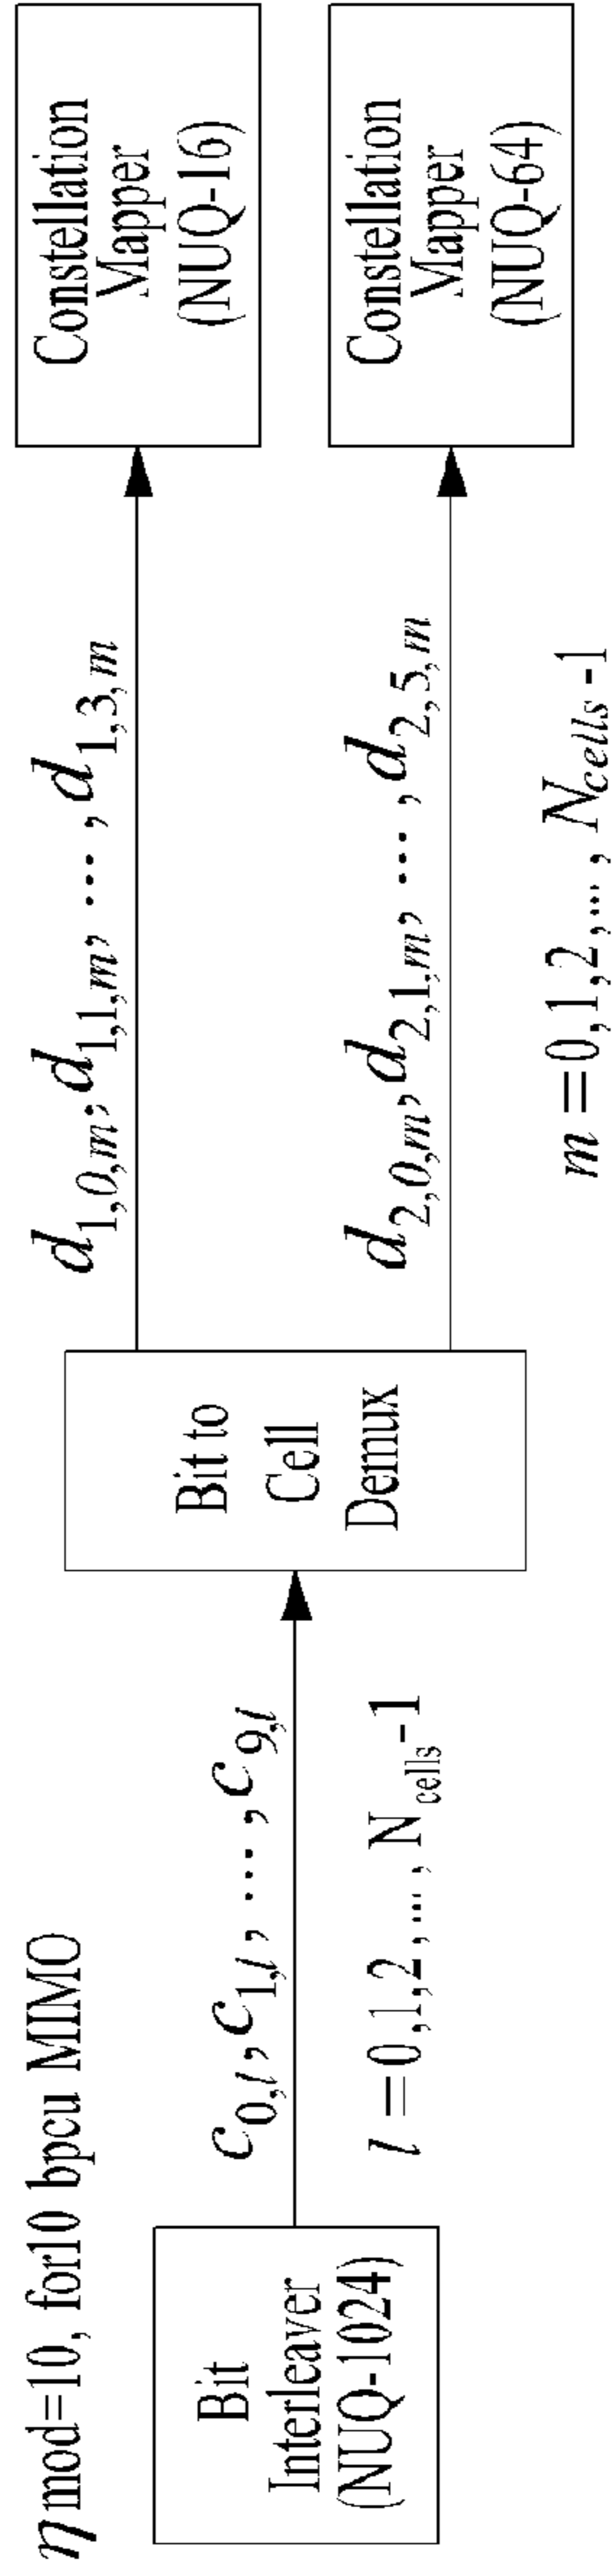 η mod=10, for10 bpcu MIMO
Bit
Interleaver
(NUQ-1024)
c0,l, c1,l, ..., c9,l
l =0,1,2,..., Ncells-1
Bit to
Cell
Demux
d1,0,m, d1,1,m, ..., d1,3,m
d2,0,m, d2,1,m, ..., d2,5,m
m =0,1,2,..., Ncells-1
Constellation
Mapper
(NUQ-16)
Constellation
Mapper
(NUQ-64)